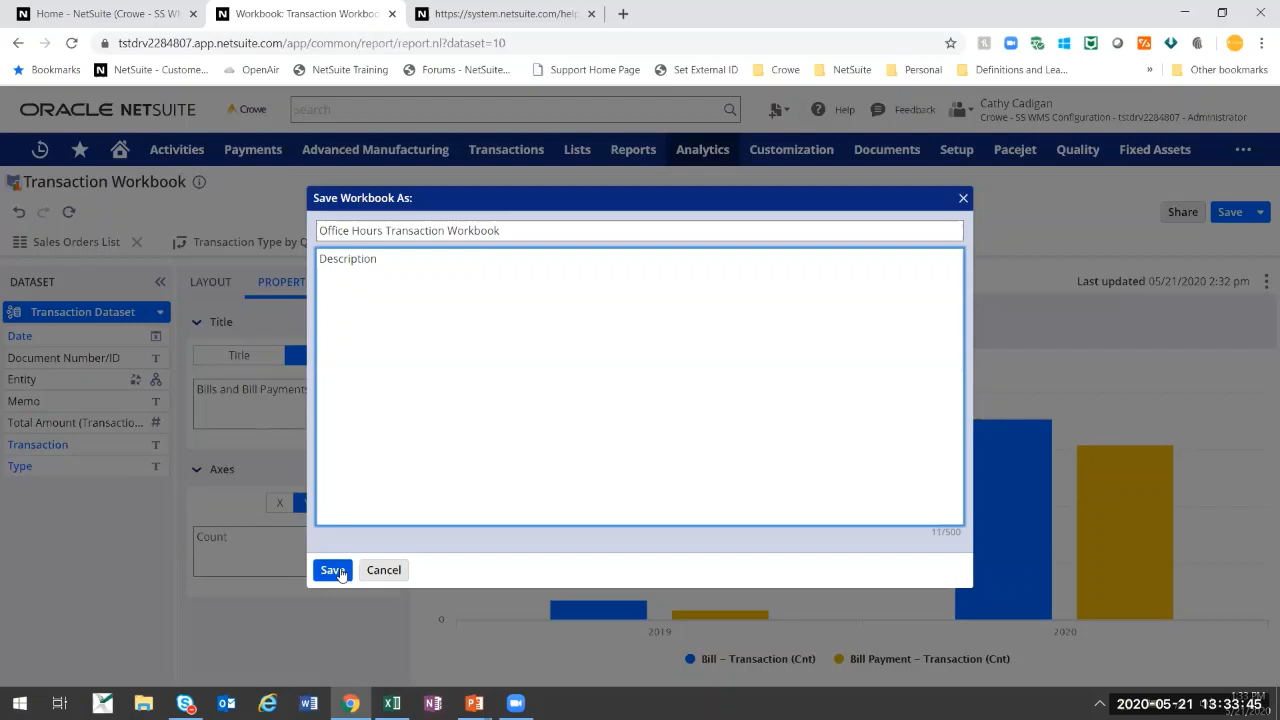 Home - NetSuite (Crowe - SS W
Workbook: Transaction Workboo
https://system.netsuite.com/help
tstdrv2284807.app.netsuite.com/app/common/report/report.nl?dataset=10
Bookmarks
NetSuite - Custome...
OpenAir
NetSuite Training
Forums - NetSuite...
Support Home Page
Set External ID
Crowe
NetSuite
Personal
Definitions and Lea...
»
Other bookmarks
ORACLE NETSUITE
Crowe
search
Help
Feedback
Cathy Cadigan
Crowe - SS WMS Configuration - tstdrv2284807 - Administrator
Activities
Payments
Advanced Manufacturing
Transactions
Lists
Reports
Analytics
Customization
Documents
Setup
Pacejet
Quality
Fixed Assets
Transaction Workbook
Share
Save
Sales Orders List
Transaction Type by Q
DATASET
LAYOUT
PROPERT
Last updated 05/21/2020 2:32 pm
Transaction Dataset
Date
Document Number/ID T
Entity
Memo T
Total Amount (Transactio... #
Transaction T
Type T
Title
Title
Bills and Bill Payments
Axes
X
Count
Save Workbook As:
Office Hours Transaction Workbook
Description
11/500
Save
Cancel
0
2019
2020
Bill – Transaction (Cnt)
Bill Payment – Transaction (Cnt)
1:33 PM
2020-05-21 13:33:45